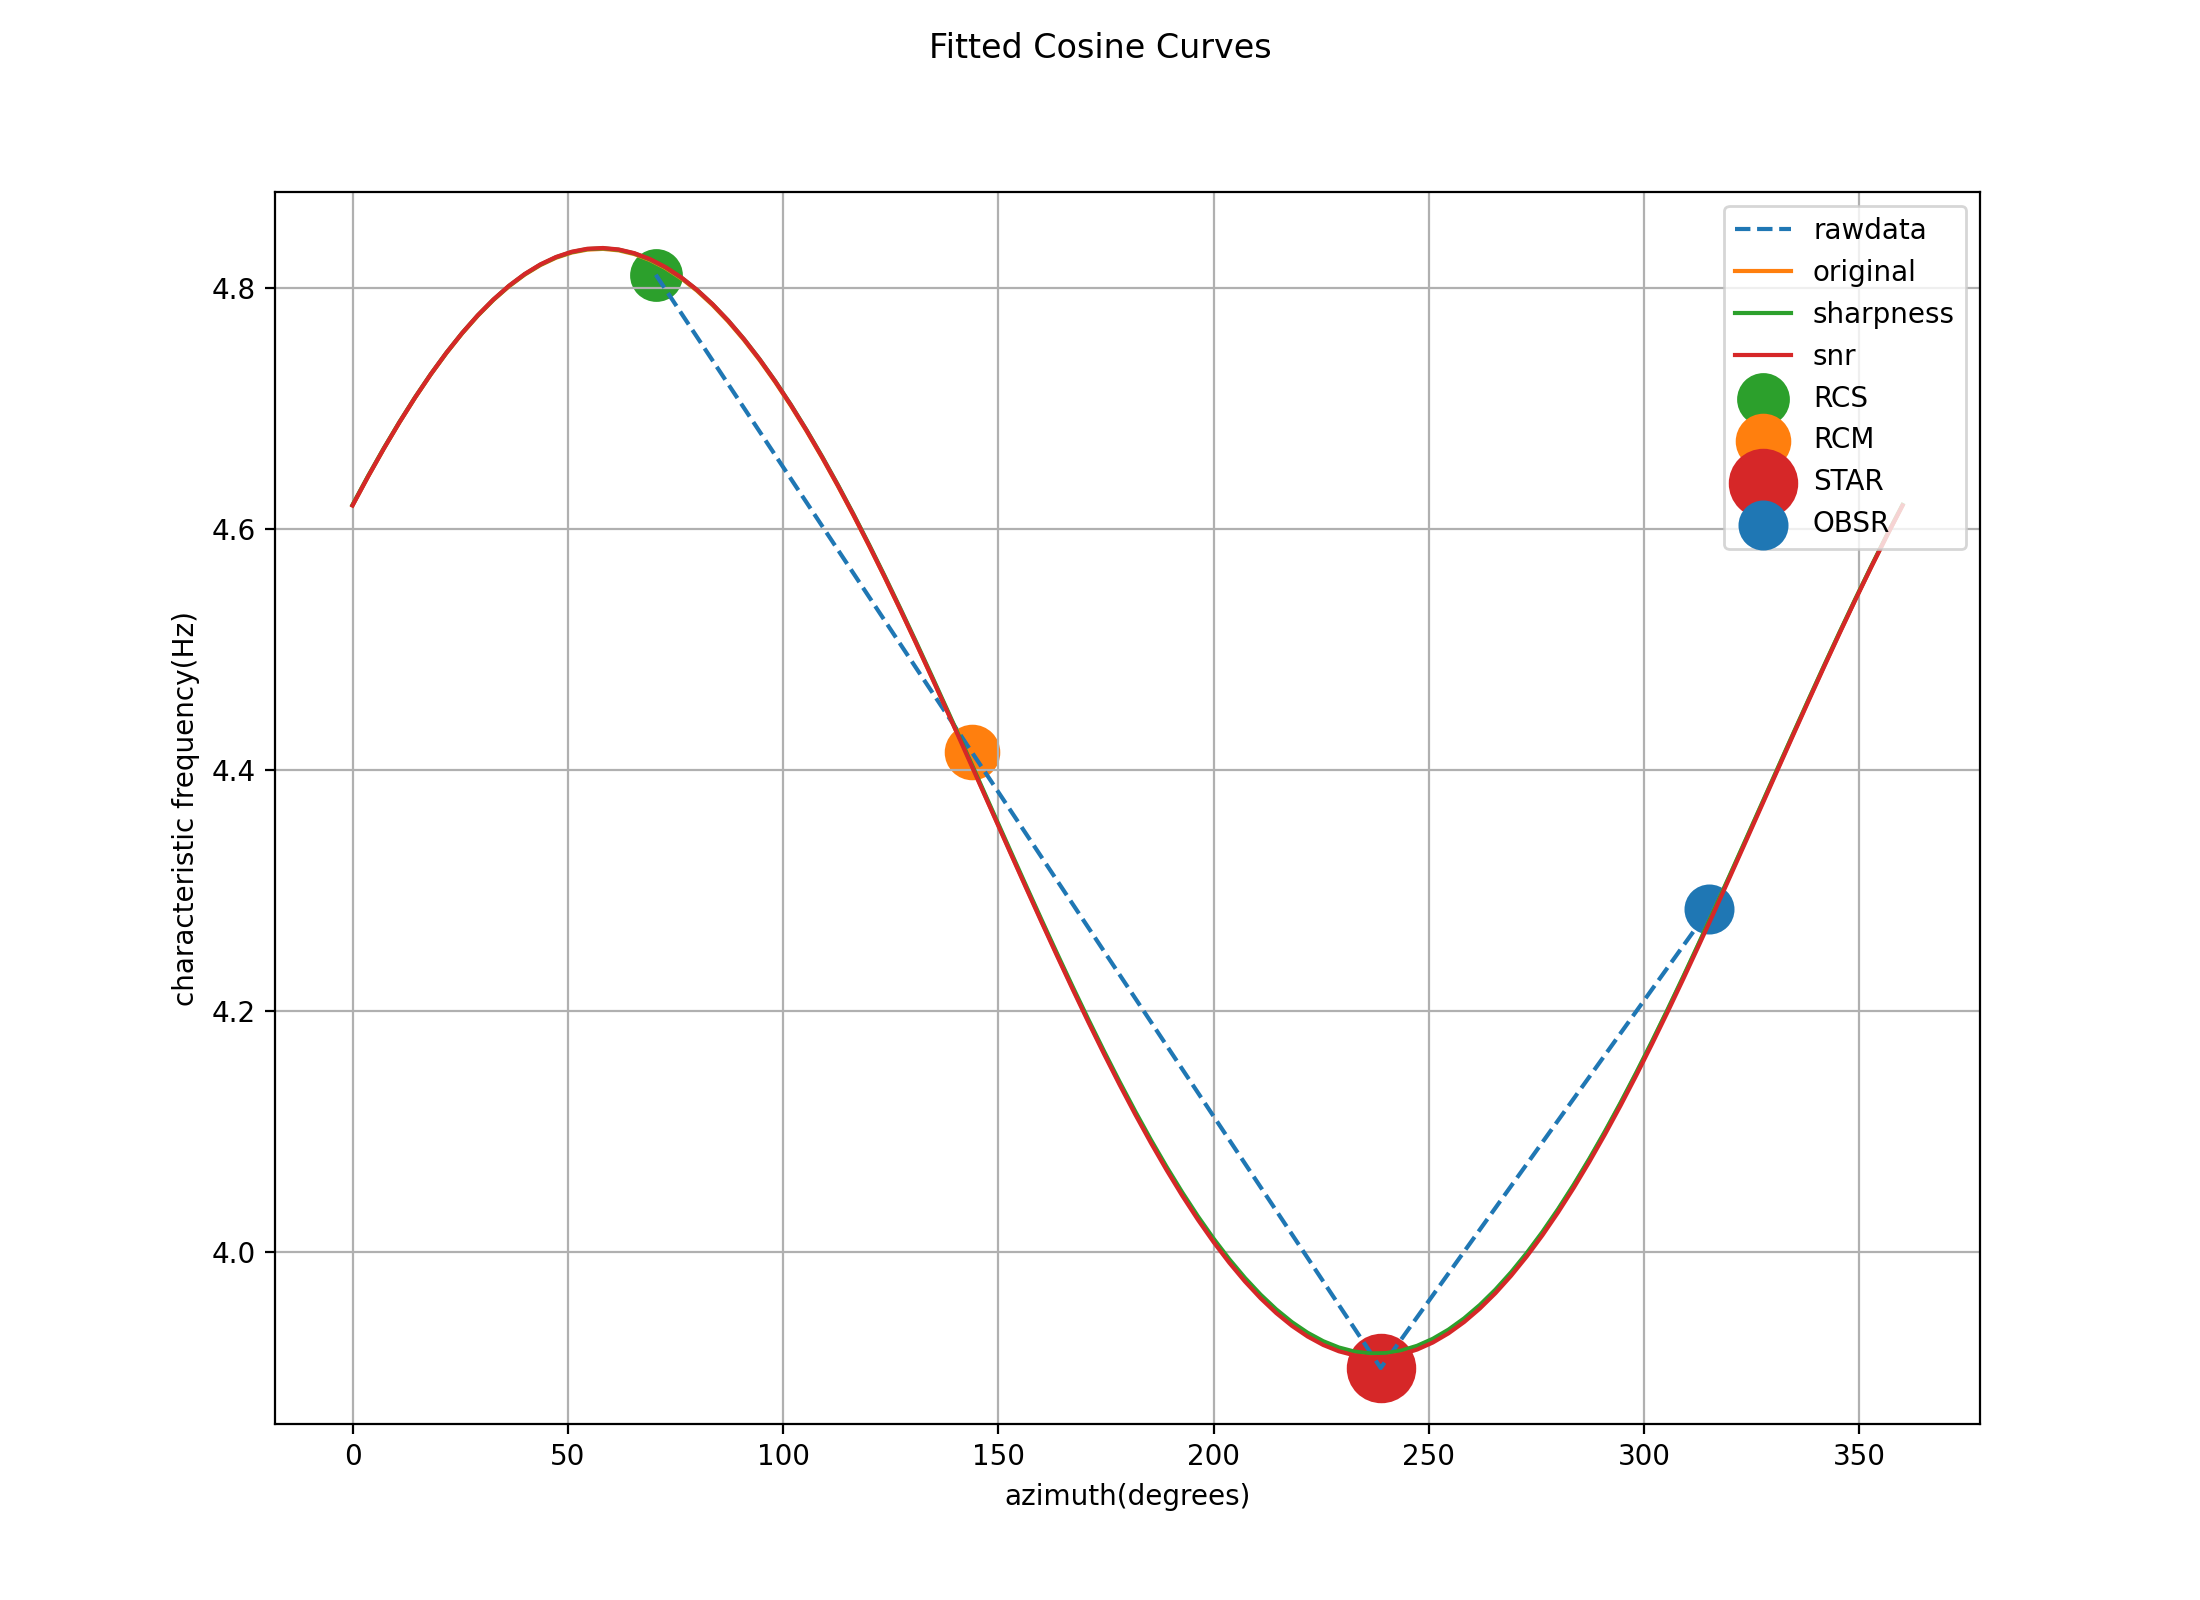 Fitted Cosine Curves
rawdata
original
sharpness
snr
RCS
RCM
STAR
OBSR
4.8
4.6
4.4
4.2
4.0
characteristic frequency(Hz)
0 50 100 150 200 250 300 350
azimuth(degrees)